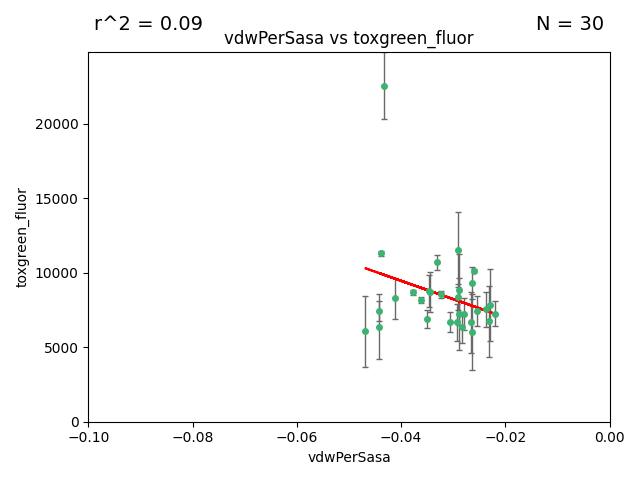 r^2 = 0.09
N = 30
vdwPerSasa vs toxgreen_fluor
20000
15000
10000
5000
0
toxgreen_fluor
−0.10
−0.08
−0.06
−0.04
−0.02
0.00
vdwPerSasa